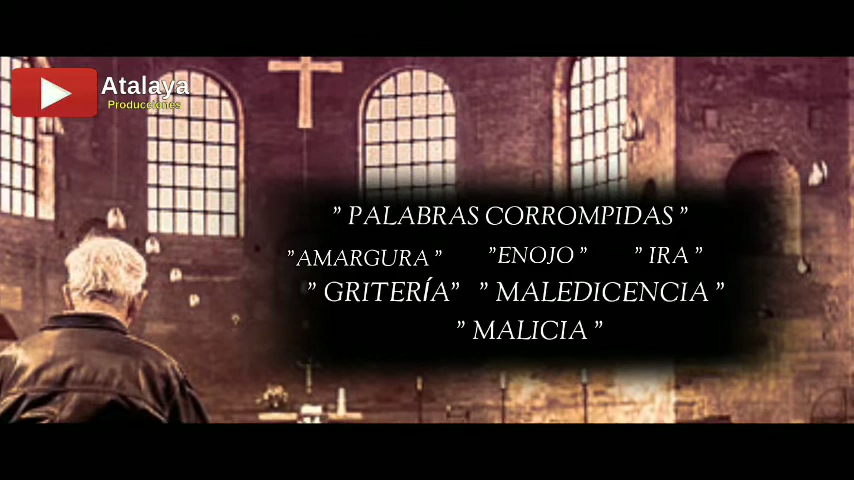 Atalaya
Producciones
" PALABRAS CORROMPIDAS "
"AMARGURA " "ENOJO " " IRA "
" GRITERÍA" " MALEDICENCIA "
" MALICIA "